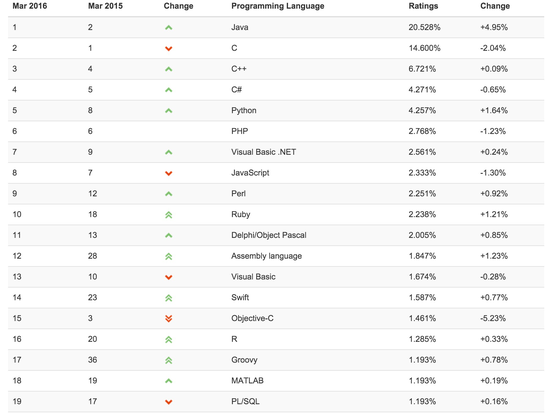 Mar 2016 Mar 2015 Change Programming Language Ratings Change
1 2 Java 20.528% +4.95%
2 1 C 14.600% -2.04%
3 4 C++ 6.721% +0.09%
4 5 C# 4.271% -0.65%
5 8 Python 4.257% +1.64%
6 6 PHP 2.768% -1.23%
7 9 Visual Basic .NET 2.561% +0.24%
8 7 JavaScript 2.333% -1.30%
9 12 Perl 2.251% +0.92%
10 18 Ruby 2.238% +1.21%
11 13 Delphi/Object Pascal 2.005% +0.85%
12 28 Assembly language 1.847% +1.23%
13 10 Visual Basic 1.674% -0.28%
14 23 Swift 1.587% +0.77%
15 3 Objective-C 1.461% -5.23%
16 20 R 1.285% +0.33%
17 36 Groovy 1.193% +0.78%
18 19 MATLAB 1.193% +0.19%
19 17 PL/SQL 1.193% +0.16%